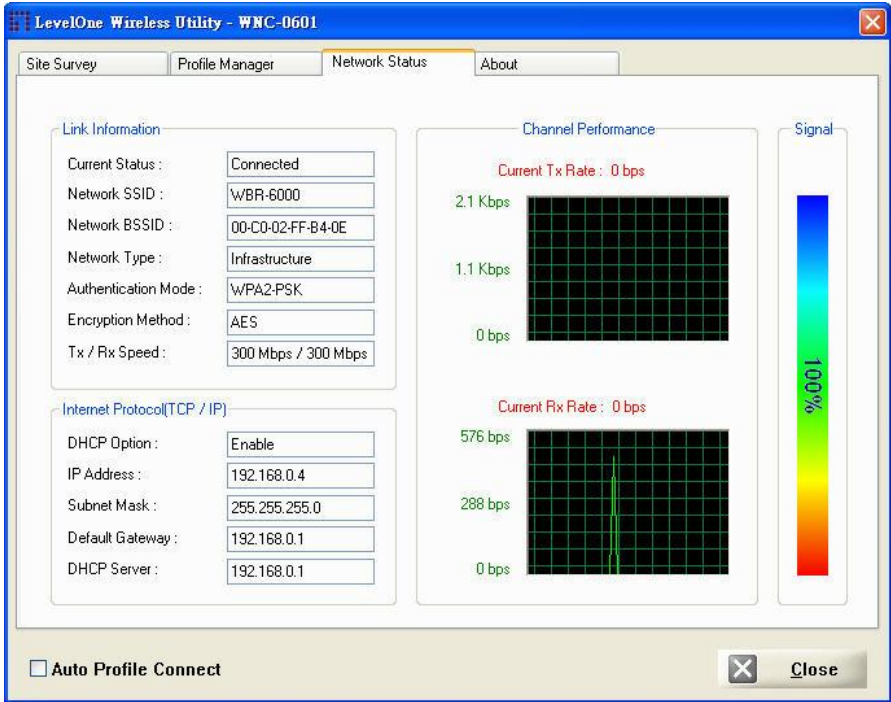 LevelOne Wireless Utility - WNC-0601
Site Survey
Profile Manager
Network Status
About
Link Information
Current Status : Connected
Network SSID : WBR-6000
Network BSSID : 00-C0-02-FF-B4-0E
Network Type : Infrastructure
Authentication Mode : WPA2-PSK
Encryption Method : AES
Tx / Rx Speed : 300 Mbps / 300 Mbps
Internet Protocol(TCP / IP)
DHCP Option : Enable
IP Address : 192.168.0.4
Subnet Mask : 255.255.255.0
Default Gateway : 192.168.0.1
DHCP Server : 192.168.0.1
Channel Performance
Current Tx Rate : 0 bps
2.1 Kbps
1.1 Kbps
0 bps
Current Rx Rate : 0 bps
576 bps
288 bps
0 bps
Signal
100%
Auto Profile Connect
Close